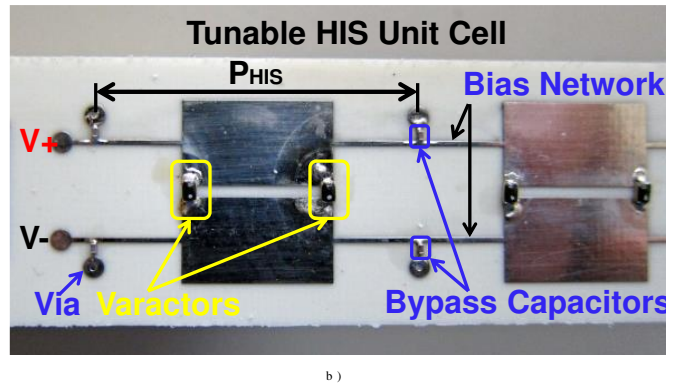 Tunable HIS Unit Cell
PHIS
Bias Network
V+
V-
Via
Varactors
Bypass Capacitors
b )